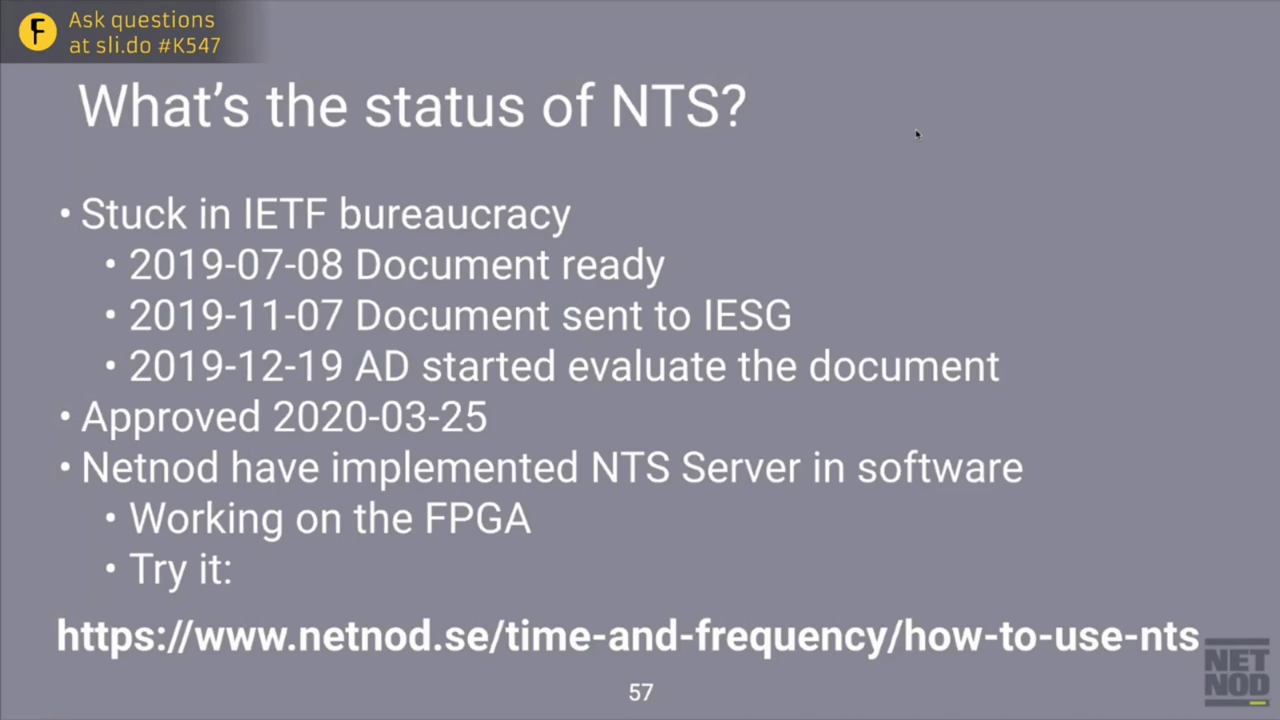 Ask questions
at sli.do #K547
What's the status of NTS?
• Stuck in IETF bureaucracy
• 2019-07-08 Document ready
• 2019-11-07 Document sent to IESG
• 2019-12-19 AD started evaluate the document
• Approved 2020-03-25
• Netnod have implemented NTS Server in software
• Working on the FPGA
• Try it:
https://www.netnod.se/time-and-frequency/how-to-use-nts
NET
NOD
57